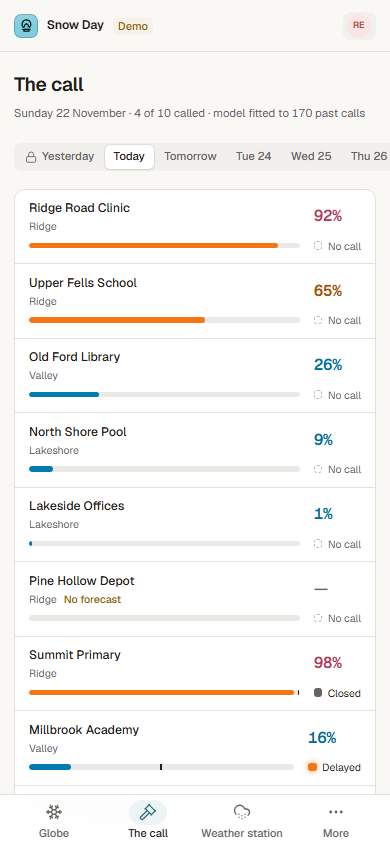 Snow Day Demo RE
The call
Sunday 22 November · 4 of 10 called · model fitted to 170 past calls
Yesterday Today Tomorrow Tue 24 Wed 25 Thu 26
Ridge Road Clinic 92%
Ridge
No call
Upper Fells School 65%
Ridge
No call
Old Ford Library 26%
Valley
No call
North Shore Pool 9%
Lakeshore
No call
Lakeside Offices 1%
Lakeshore
No call
Pine Hollow Depot —
Ridge No forecast
No call
Summit Primary 98%
Ridge
Closed
Millbrook Academy 16%
Valley
Delayed
Globe The call Weather station More